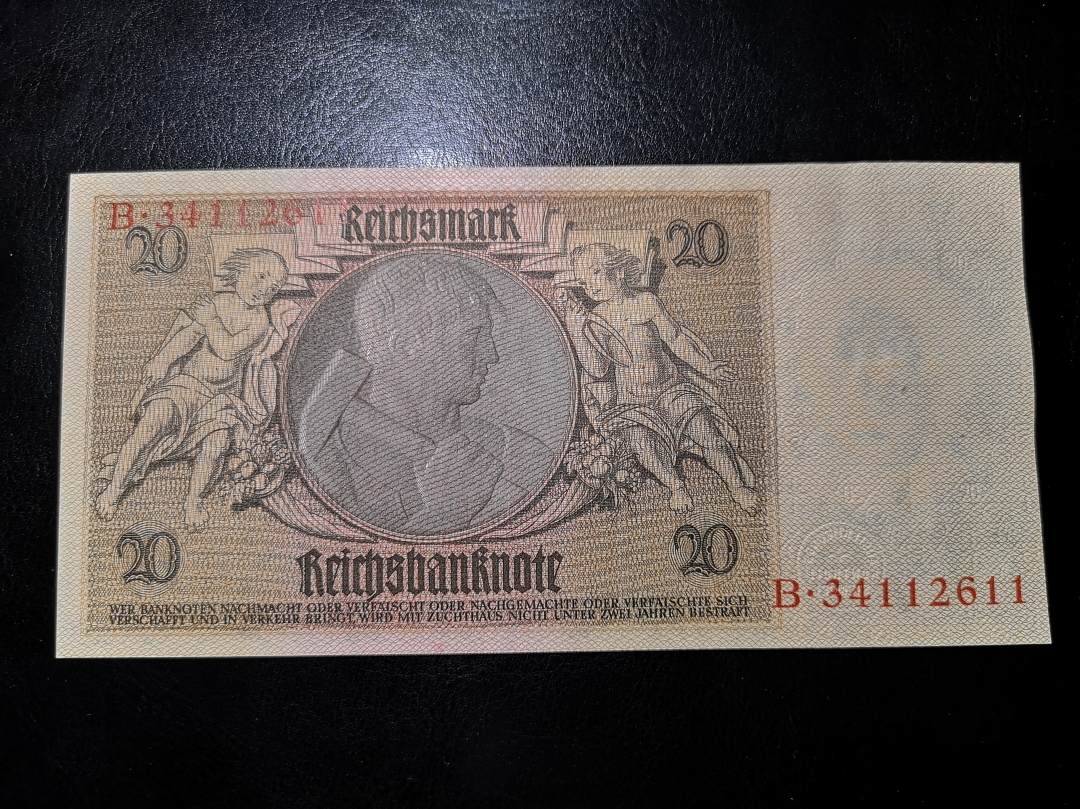 B·34112611
Reichsmark
20
20
20
20
Reichsbanknote
WER BANKNOTEN NACHMACHT ODER VERFÄLSCHT ODER NACHGEMACHTE ODER VERFÄLSCHTE SICH
VERSCHAFFT UND IN VERKEHR BRINGT, WIRD MIT ZUCHTHAUS NICHT UNTER ZWEI JAHREN BESTRAFT
B·34112611